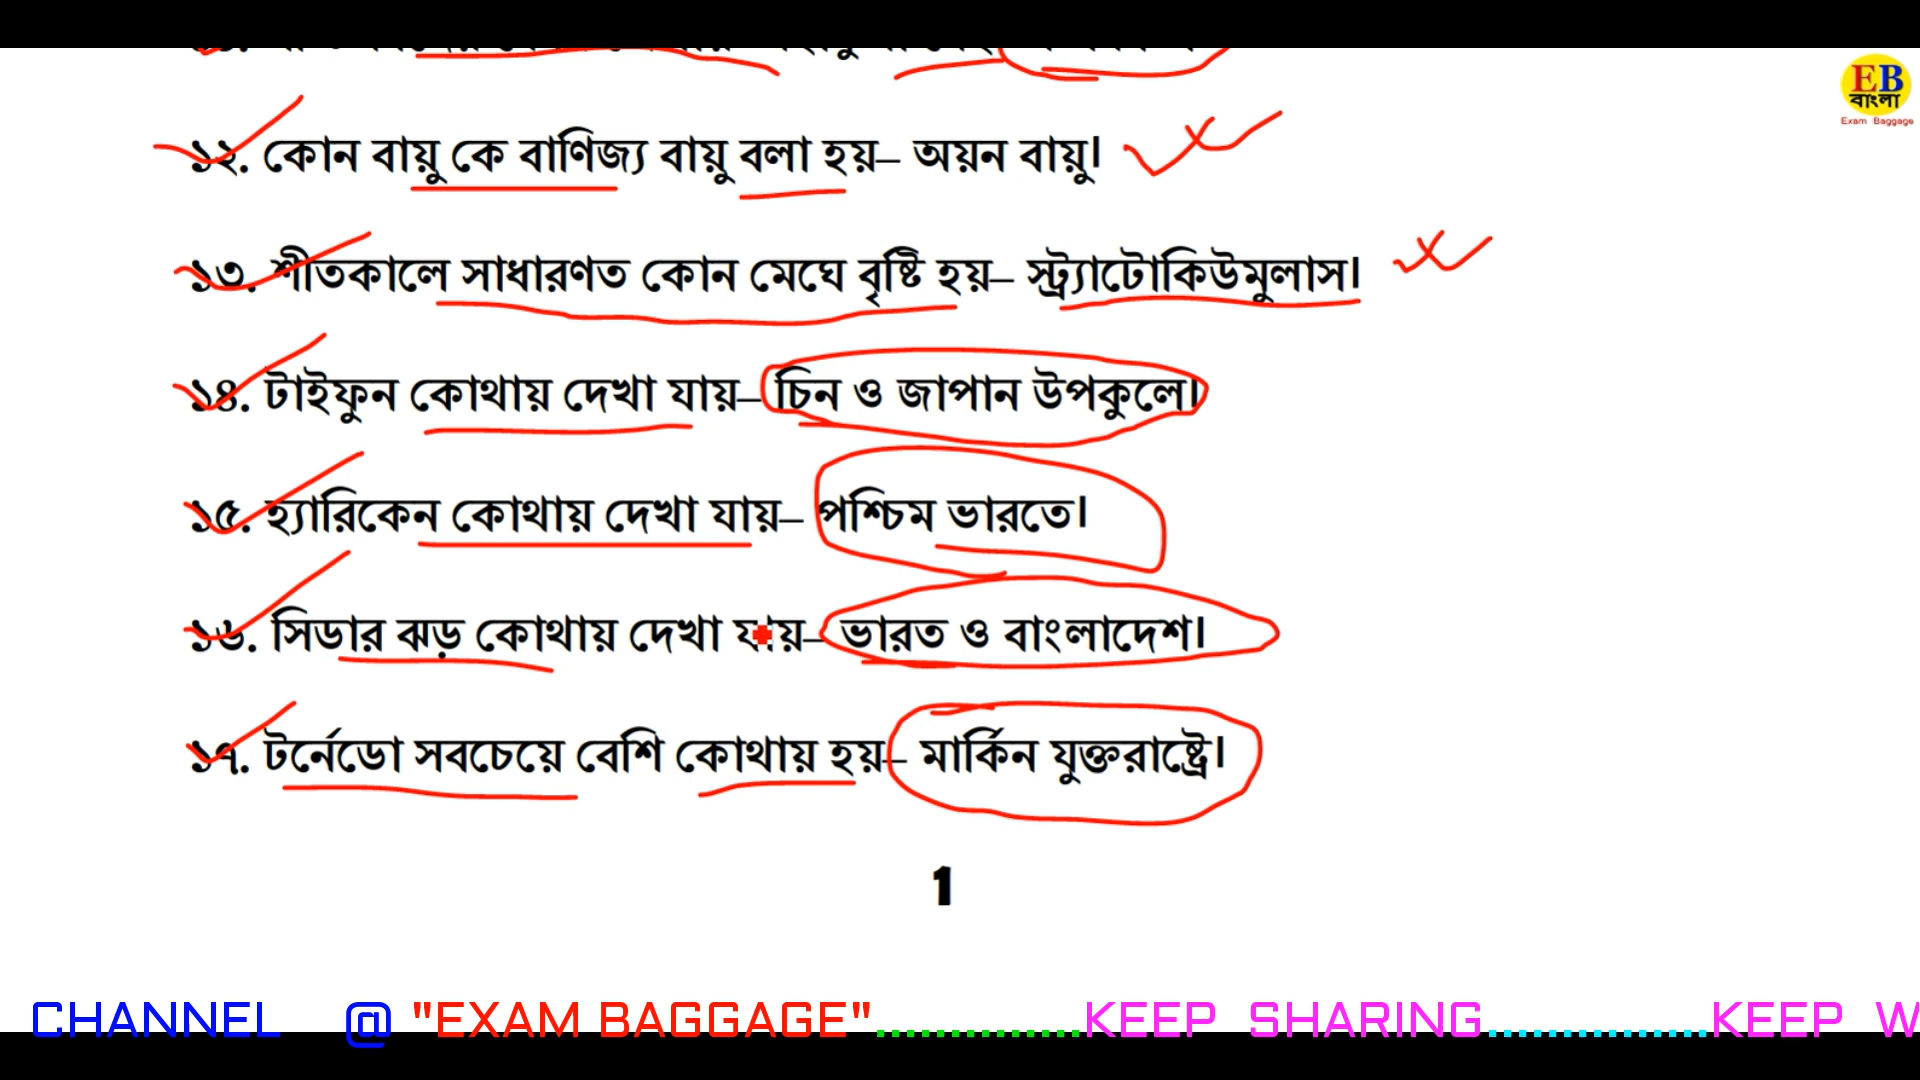 EB
বাংলা
Exam Baggage
১২. কোন বায়ু কে বাণিজ্য বায়ু বলা হয়– অয়ন বায়ু।
১৩. শীতকালে সাধারণত কোন মেঘে বৃষ্টি হয়– স্ট্র্যাটোকিউমুলাস।
১৪. টাইফুন কোথায় দেখা যায়– চিন ও জাপান উপকুলে।
১৫. হ্যারিকেন কোথায় দেখা যায়– পশ্চিম ভারতে।
১৬. সিডার ঝড় কোথায় দেখা যায়– ভারত ও বাংলাদেশ।
১৭. টর্নেডো সবচেয়ে বেশি কোথায় হয়– মার্কিন যুক্তরাষ্ট্রে।
1
CHANNEL @ "EXAM BAGGAGE"..............KEEP SHARING...............KEEP W